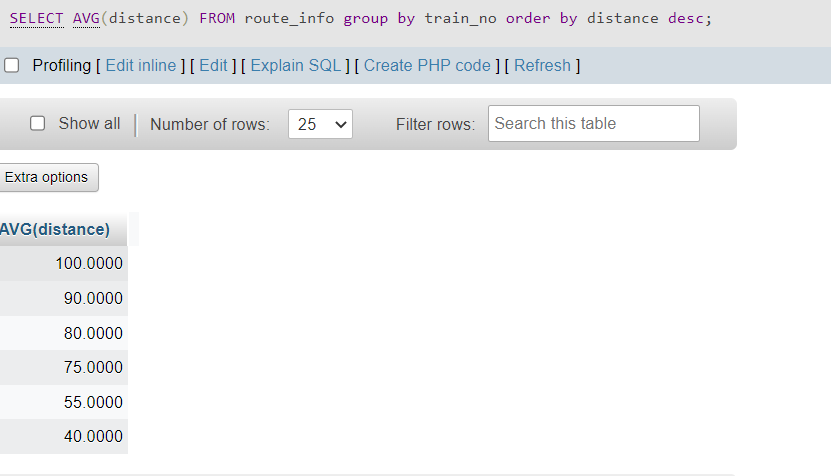 SELECT AVG(distance) FROM route_info group by train_no order by distance desc;
Profiling [ Edit inline ] [ Edit ] [ Explain SQL ] [ Create PHP code ] [ Refresh ]
Show all Number of rows: 25 Filter rows: Search this table
Extra options
AVG(distance)
100.0000
90.0000
80.0000
75.0000
55.0000
40.0000